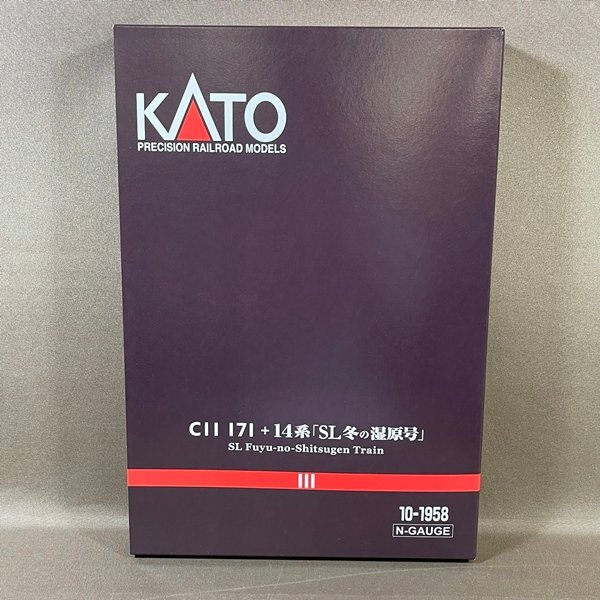 KATO
PRECISION RAILROAD MODELS
C11 171 + 14系「SL冬の湿原号」
SL Fuyu-no-Shitsugen Train
10-1958
N-GAUGE